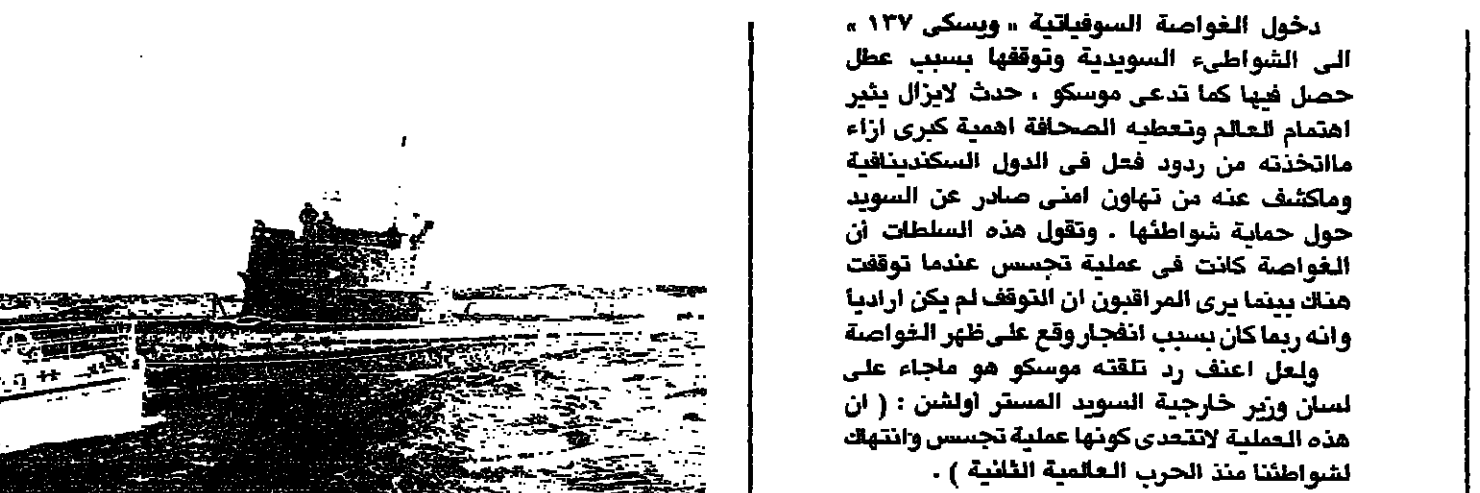 دخول الغواصة السوفياتية « ويسكى ١٣٧ »
الى الشواطىء السويدية وتوقفها بسبب عطل
حصل فيها كما تدعى موسكو ، حدث لايزال يثير
اهتمام العالم وتعطيه الصحافة اهمية كبرى ازاء
مااتخذته من ردود فعل فى الدول السكندينافية
وماكشف عنه من تهاون امنى صادر عن السويد
حول حماية شواطئها . وتقول هذه السلطات أن
الغواصة كانت فى عملية تجسس عندما توقفت
هناك بينما يرى المراقبون ان التوقف لم يكن اراديا
وانه ربما كان بسبب انفجار وقع على ظهر الغواصة
ولعل اعنف رد تلقته موسكو هو ماجاء على
لسان وزير خارجية السويد المستر اولشن : ( ان
هذه العملية لاتتعدى كونها عملية تجسس وانتهاك
لشواطئنا منذ الحرب العالمية الثانية ) .